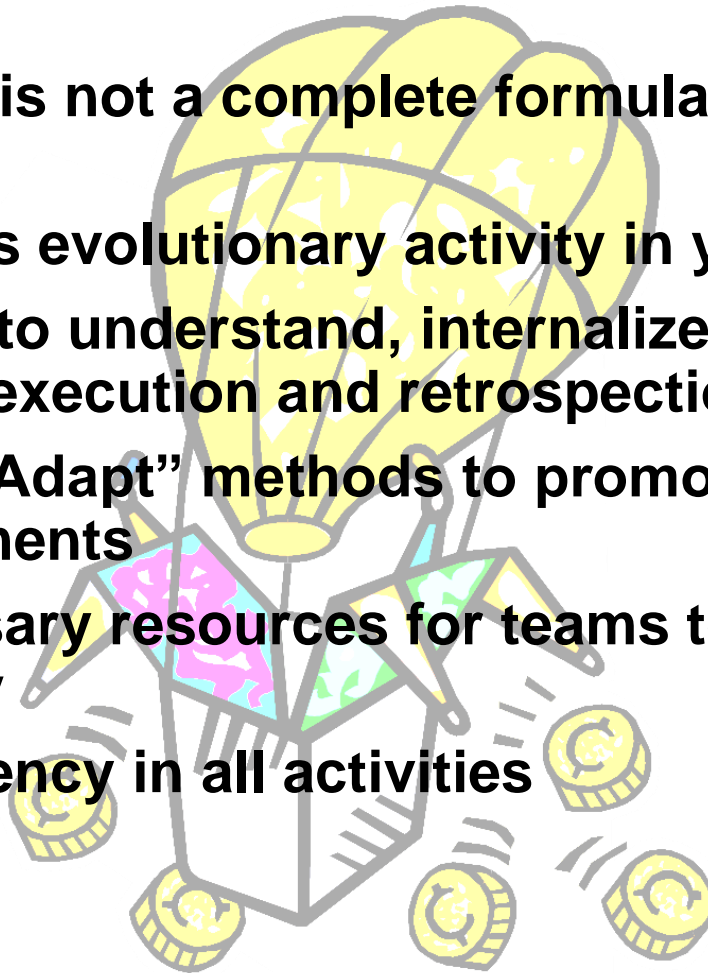 is not a complete formula
s evolutionary activity in y
to understand, internalize
execution and retrospectio
Adapt” methods to promo
nents
sary resources for teams t
y
ency in all activities